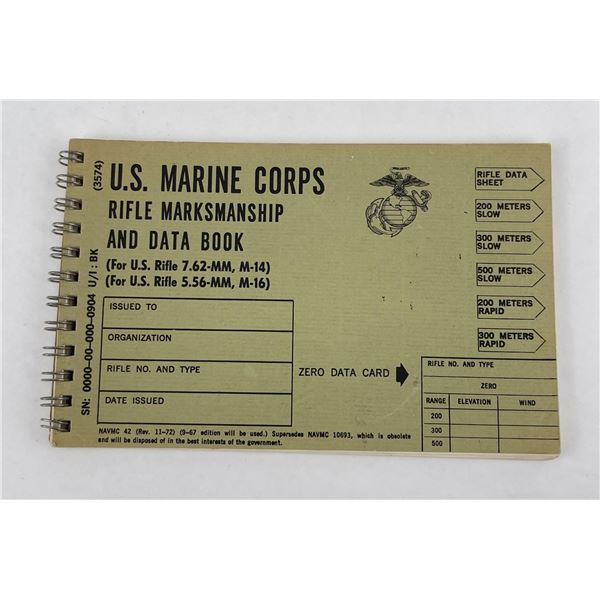 (3574)
SN: 0000-00-000-0904 U/I: BK
U.S. MARINE CORPS
RIFLE MARKSMANSHIP
AND DATA BOOK
(For U.S. Rifle 7.62-MM, M-14)
(For U.S. Rifle 5.56-MM, M-16)
ISSUED TO
ORGANIZATION
RIFLE NO. AND TYPE
DATE ISSUED
ZERO DATA CARD
RIFLE DATA
SHEET
200 METERS
SLOW
300 METERS
SLOW
500 METERS
SLOW
200 METERS
RAPID
300 METERS
RAPID
RIFLE NO. AND TYPE
ZERO
RANGE ELEVATION WIND
200
300
500
NAVMC 42 (Rev. 11-72) (9-67 edition will be used.) Supersedes NAVMC 10693, which is obsolete
and will be disposed of in the best interests of the government.